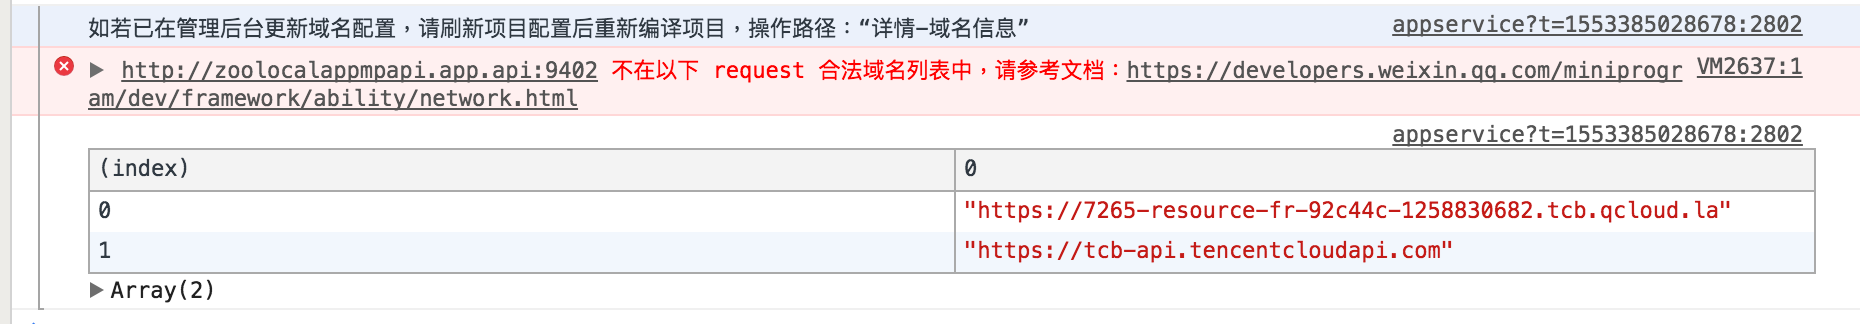 如若已在管理后台更新域名配置，请刷新项目配置后重新编译项目，操作路径：“详情-域名信息” appservice?t=1553385028678:2802
▶ http://zoolocalappmpapi.app.api:9402 不在以下 request 合法域名列表中，请参考文档：https://developers.weixin.qq.com/miniprogr VM2637:1
am/dev/framework/ability/network.html
appservice?t=1553385028678:2802
(index) 0
0 "https://7265-resource-fr-92c44c-1258830682.tcb.qcloud.la"
1 "https://tcb-api.tencentcloudapi.com"
▶ Array(2)